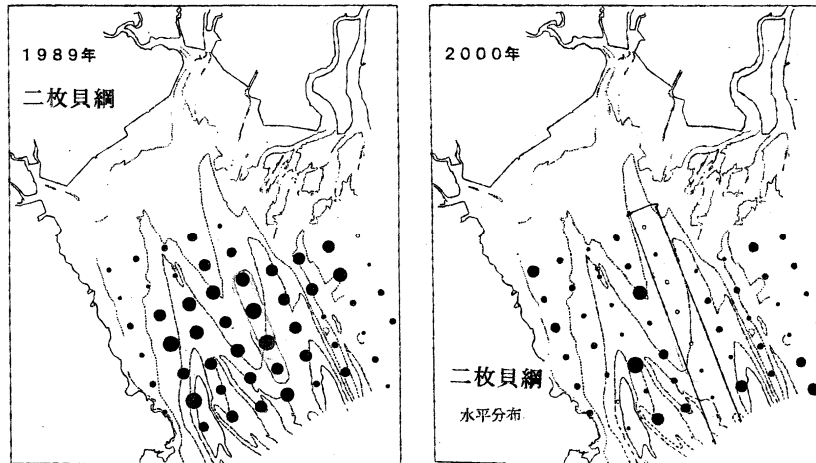 1989年
二枚貝綱
2000年
二枚貝綱
水平分布